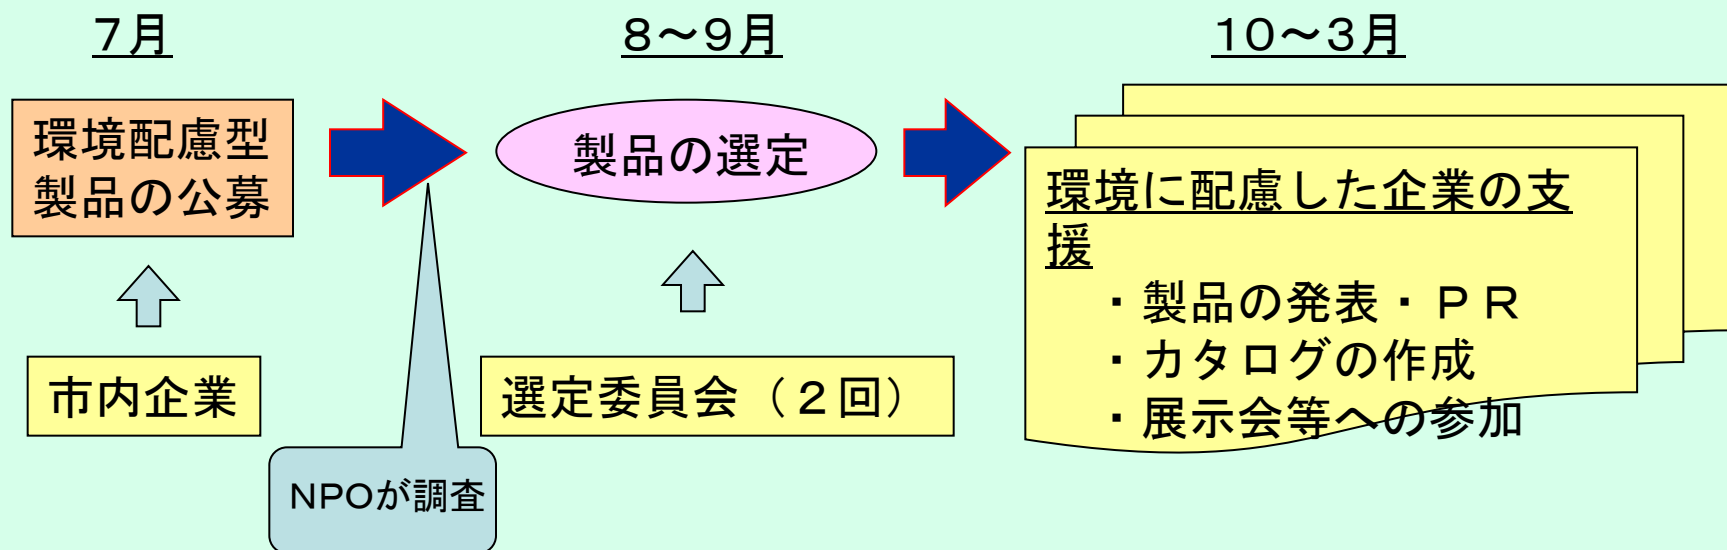 ７月
８～９月
１０～３月
環境配慮型
製品の公募
製品の選定
環境に配慮した企業の支
援
・製品の発表・ＰＲ
・カタログの作成
・展示会等への参加
市内企業
選定委員会（２回）
NPOが調査